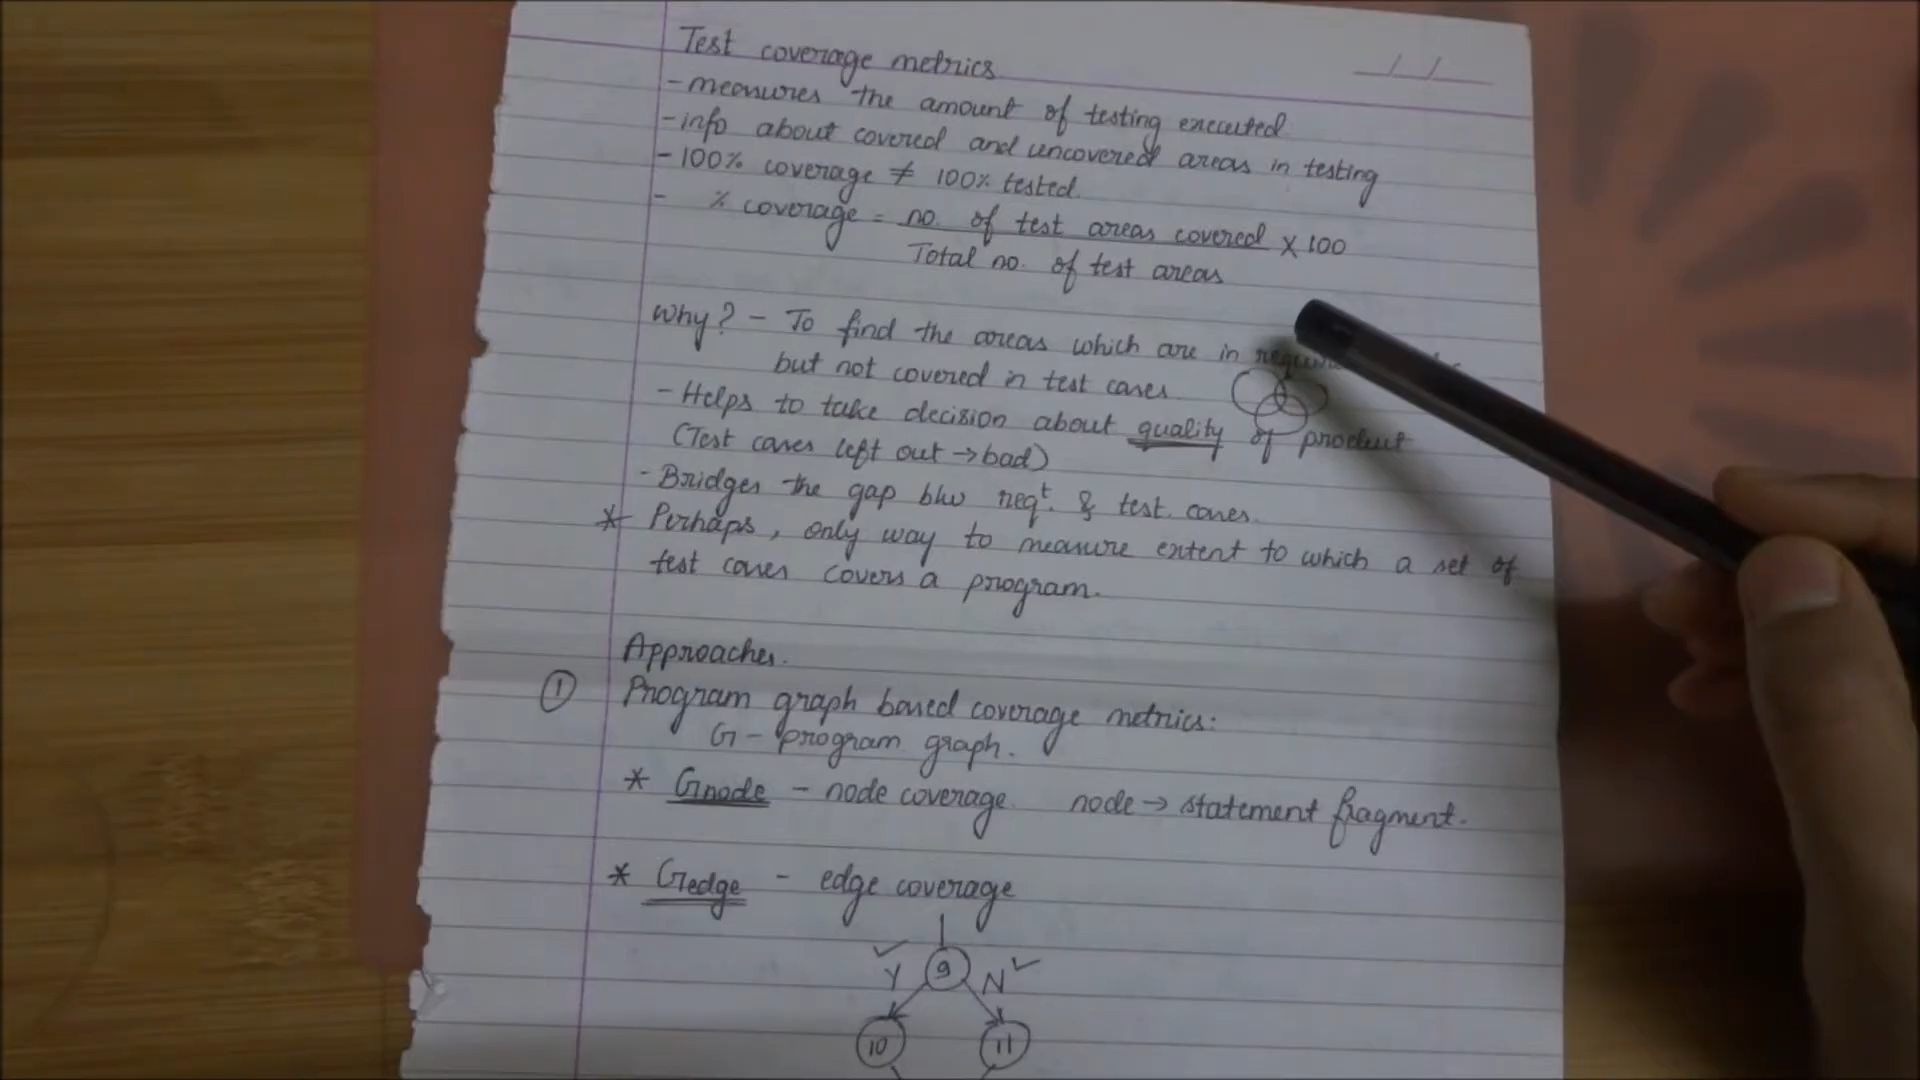 Test coverage metrics
- measures the amount of testing executed
- info about covered and uncovered areas in testing
- 100% coverage ≠ 100% tested.
- % coverage = no. of test areas covered × 100
Total no. of test areas
Why? - To find the areas which are in
but not covered in test cases.
- Helps to take decision about quality of product
(Test cases left out → bad)
- Bridges the gap b/w reqt. & test cases.
* Perhaps, only way to measure extent to which a set of
test cases covers a program.
Approaches.
① Program graph based coverage metrics:
G - program graph.
* Gnode - node coverage. node → statement fragment.
* Gedge - edge coverage
Y 9 N
10 11